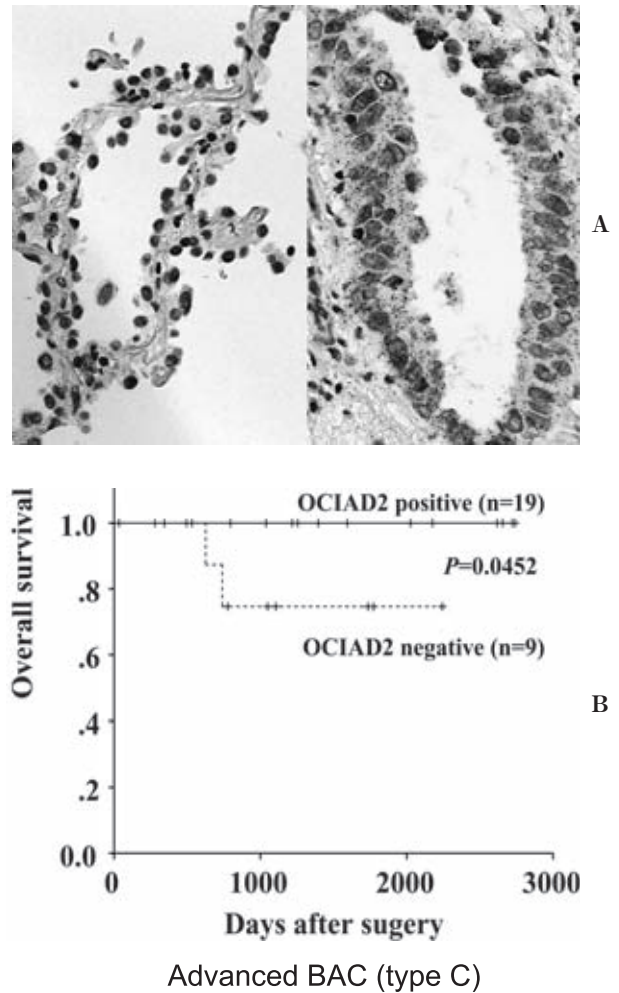 A
OCIAD2 positive (n=19)
1.0
P=0.0452
.8
Overall survival
OCIAD2 negative (n=9)
.6
B
.4
.2
0.0
0
1000
2000
3000
Days after sugery
Advanced BAC (type C)